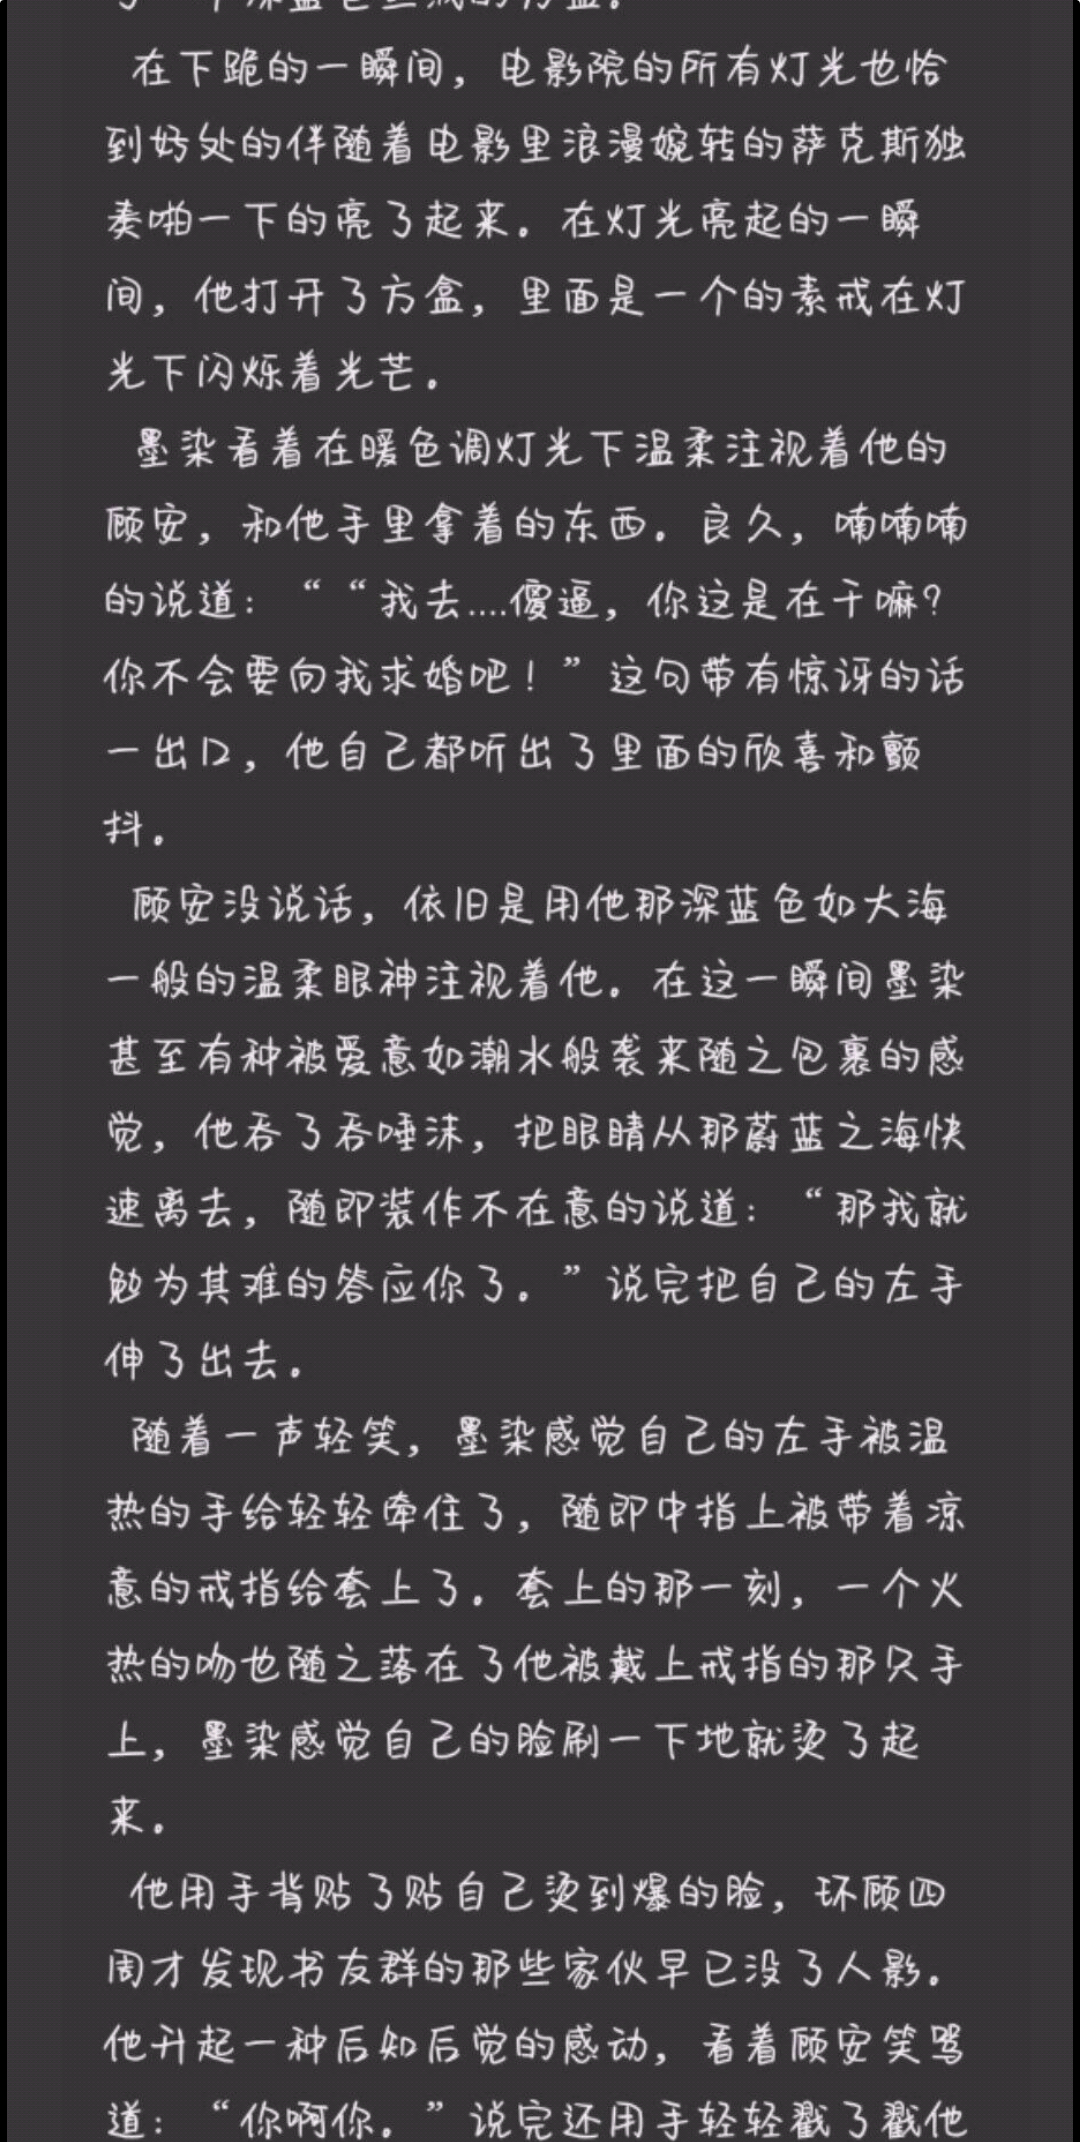 在下跪的一瞬间，电影院的所有灯光也恰
到好处的伴随着电影里浪漫婉转的萨克斯独
奏啪一下的亮了起来。在灯光亮起的一瞬
间，他打开了方盒，里面是一个的素戒在灯
光下闪烁着光芒。
墨染看着在暖色调灯光下温柔注视着他的
顾安，和他手里拿着的东西。良久，喃喃喃
的说道：““我去....傻逼，你这是在干嘛？
你不会要向我求婚吧！”这句带有惊讶的话
一出口，他自己都听出了里面的欣喜和颤
抖。
顾安没说话，依旧是用他那深蓝色如大海
一般的温柔眼神注视着他。在这一瞬间墨染
甚至有种被爱意如潮水般袭来随之包裹的感
觉，他吞了吞唾沫，把眼睛从那蔚蓝之海快
速离去，随即装作不在意的说道：“那我就
勉为其难的答应你了。”说完把自己的左手
伸了出去。
随着一声轻笑，墨染感觉自己的左手被温
热的手给轻轻牵住了，随即中指上被带着凉
意的戒指给套上了。套上的那一刻，一个火
热的吻也随之落在了他被戴上戒指的那只手
上，墨染感觉自己的脸刷一下地就烫了起
来。
他用手背贴了贴自己烫到爆的脸，环顾四
周才发现书友群的那些家伙早已没了人影。
他升起一种后知后觉的感动，看着顾安笑骂
道：“你啊你。”说完还用手轻轻戳了戳他